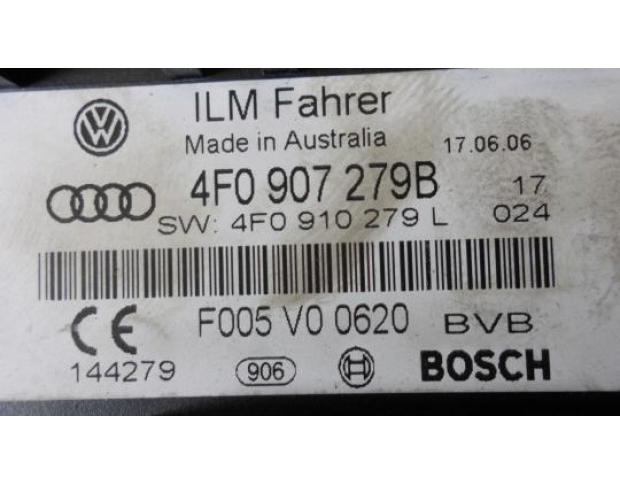 ILM Fahrer
Made in Australia 17.06.06
4F0 907 279B 17
SW: 4F0 910 279 L 024
CE F005 V0 0620 BVB
144279 906 BOSCH